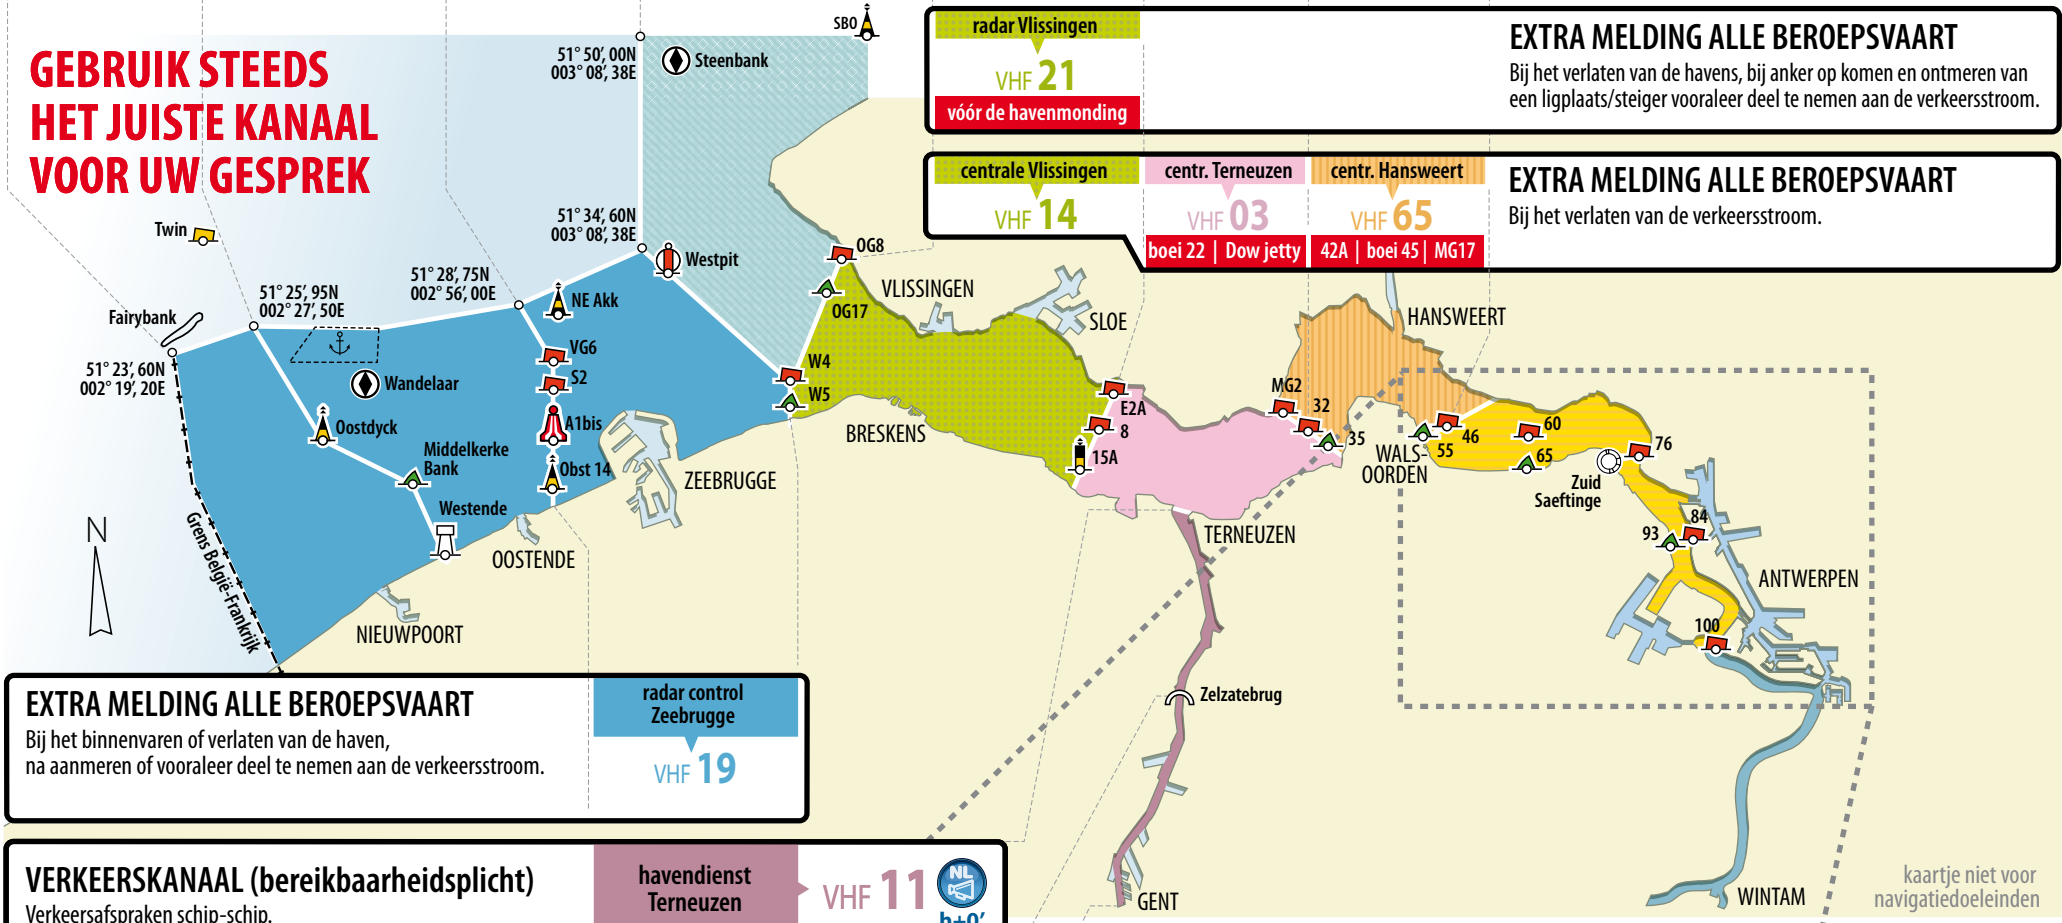 GEBRUIK STEEDS
HET JUISTE KANAAL
VOOR UW GESPREK
SBO
Steenbank
51° 50’, 00N
003° 08’, 38E
radar Vlissingen
VHF 21
vóór de havenmonding
EXTRA MELDING ALLE BEROEPSVAART
Bij het verlaten van de havens, bij anker op komen en ontmeren van
een ligplaats/steiger vooraleer deel te nemen aan de verkeersstroom.
centrale Vlissingen
VHF 14
centr. Terneuzen
VHF 03
boei 22 | Dow jetty
centr. Hansweert
VHF 65
42A | boei 45 | MG17
EXTRA MELDING ALLE BEROEPSVAART
Bij het verlaten van de verkeersstroom.
Twin
51° 34’, 60N
003° 08’, 38E
Westpit
OG8
OG17
51° 28’, 75N
002° 56’, 00E
51° 25’, 95N
002° 27’, 50E
NE Akk
Fairybank
51° 23’, 60N
002° 19’, 20E
VLISSINGEN
SLOE
HANSWEERT
VG6
S2
A1bis
Obst 14
Wandelaar
Oostdyck
Middelkerke
Bank
Westende
W4
W5
BRESKENS
E2A
8
15A
MG2
32
35
WALS-
OORDEN
55
46
60
65
76
Zuid
Saeftinge
84
93
100
ZEEBRUGGE
OOSTENDE
NIEUWPOORT
Grens België-Frankrijk
N
TERNEUZEN
ANTWERPEN
Zelzatebrug
GENT
WINTAM
kaartje niet voor
navigatiedoeleinden
EXTRA MELDING ALLE BEROEPSVAART
Bij het binnenvaren of verlaten van de haven,
na aanmeren of vooraleer deel te nemen aan de verkeersstroom.
radar control
Zeebrugge
VHF 19
VERKEERSKANAAL (bereikbaarheidsplicht)
Verkeersafspraken schip-schip.
havendienst
Terneuzen
VHF 11
NL
h+0’